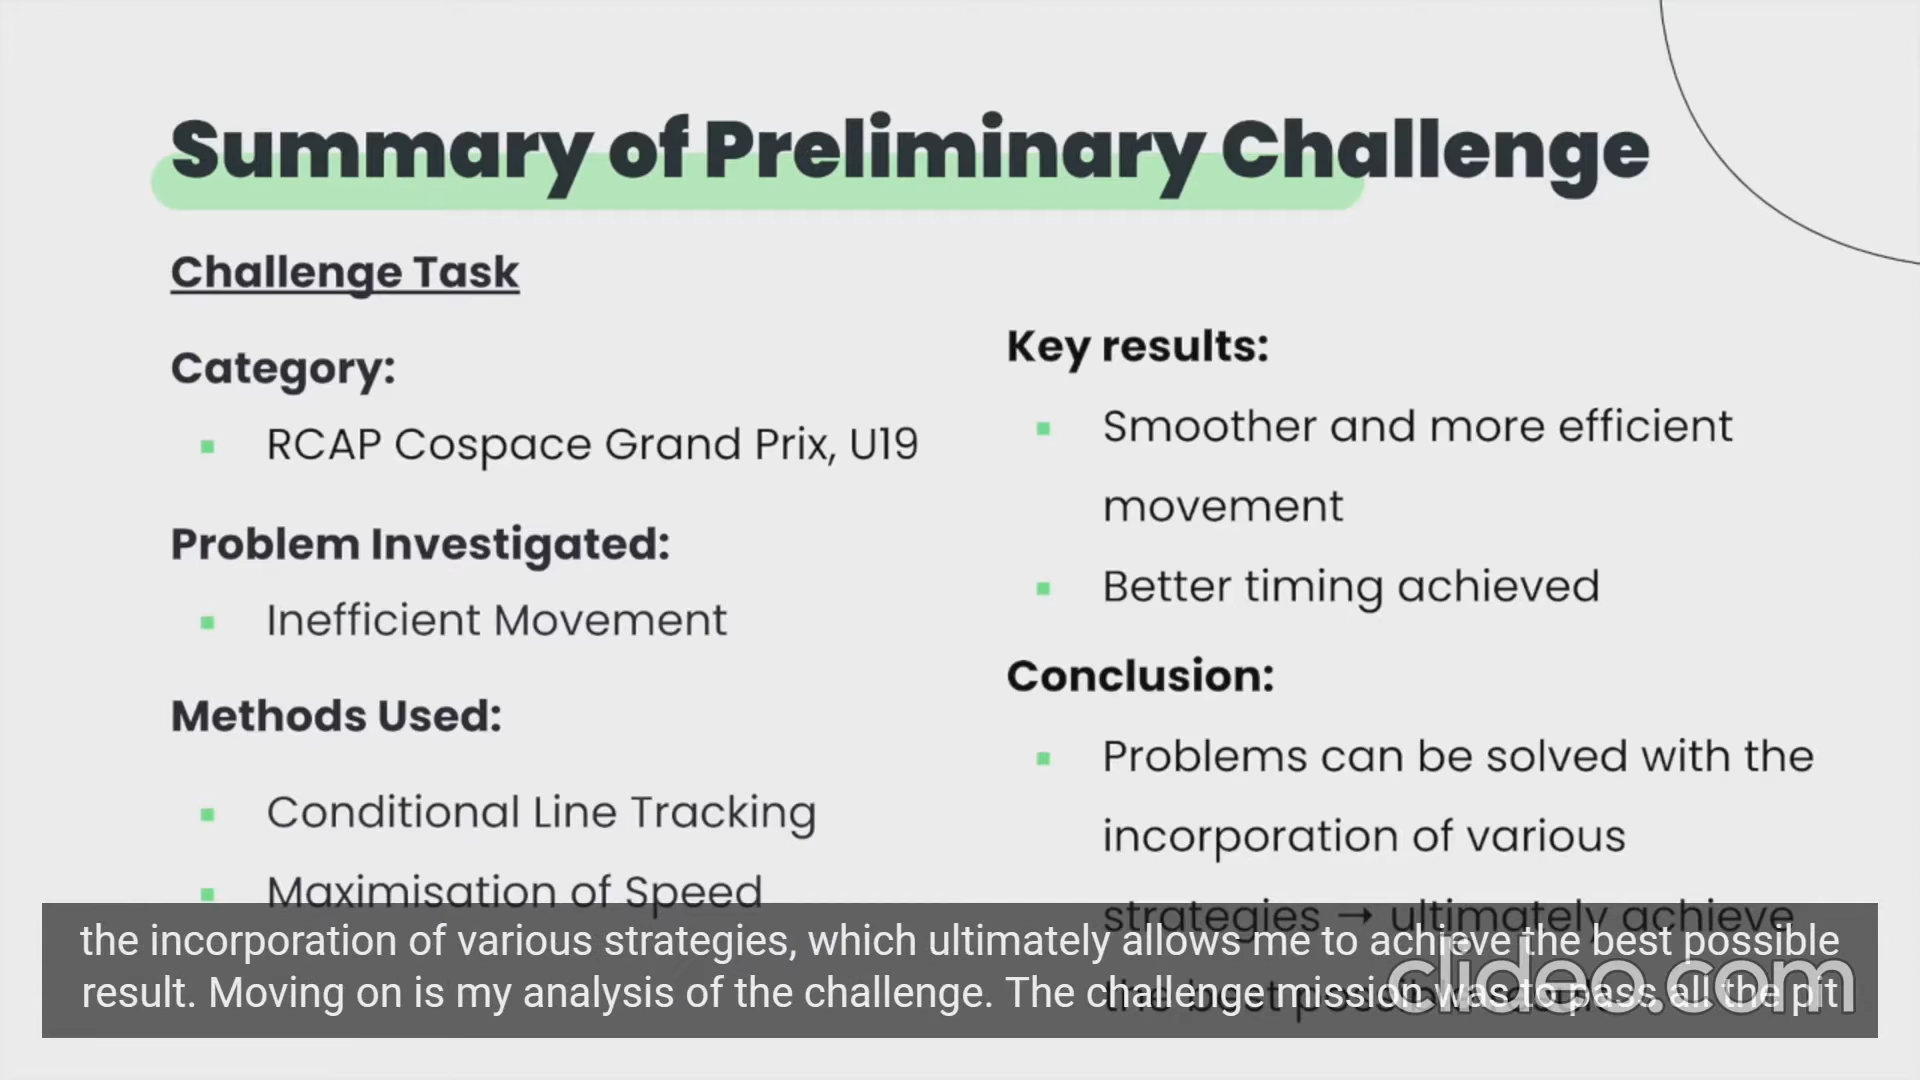 Summary of Preliminary Challenge
Challenge Task
Category:
RCAP Cospace Grand Prix, U19
Problem Investigated:
Inefficient Movement
Methods Used:
Conditional Line Tracking
Maximisation of Speed
Key results:
Smoother and more efficient
movement
Better timing achieved
Conclusion:
Problems can be solved with the
incorporation of various
strategies → ultimately achieve
the best possible
the incorporation of various strategies, which ultimately allows me to achieve the best possible
result. Moving on is my analysis of the challenge. The challenge mission was to pass all the pit
clideo.com